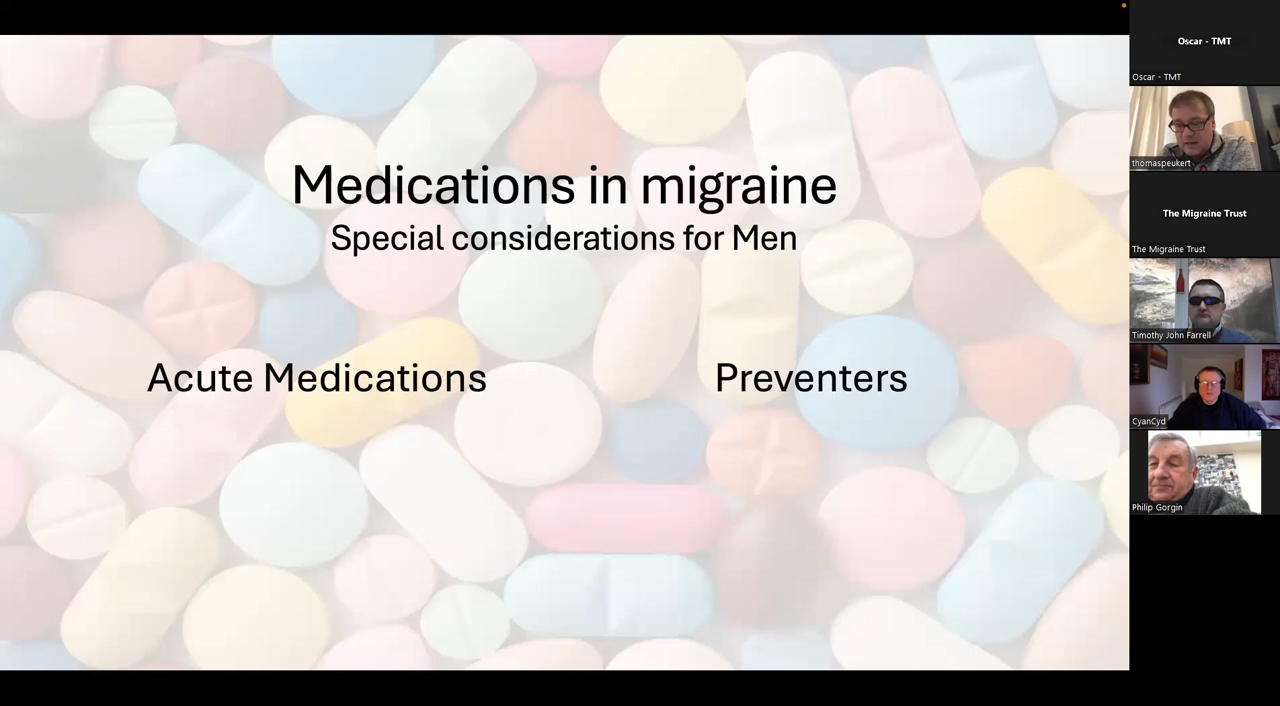 Medications in migraine
Special considerations for Men
Acute Medications
Preventers
Oscar - TMT
Oscar - TMT
thomaspeukert
The Migraine Trust
The Migraine Trust
Timothy John Farrell
CyanCyd
Philip Gorgin